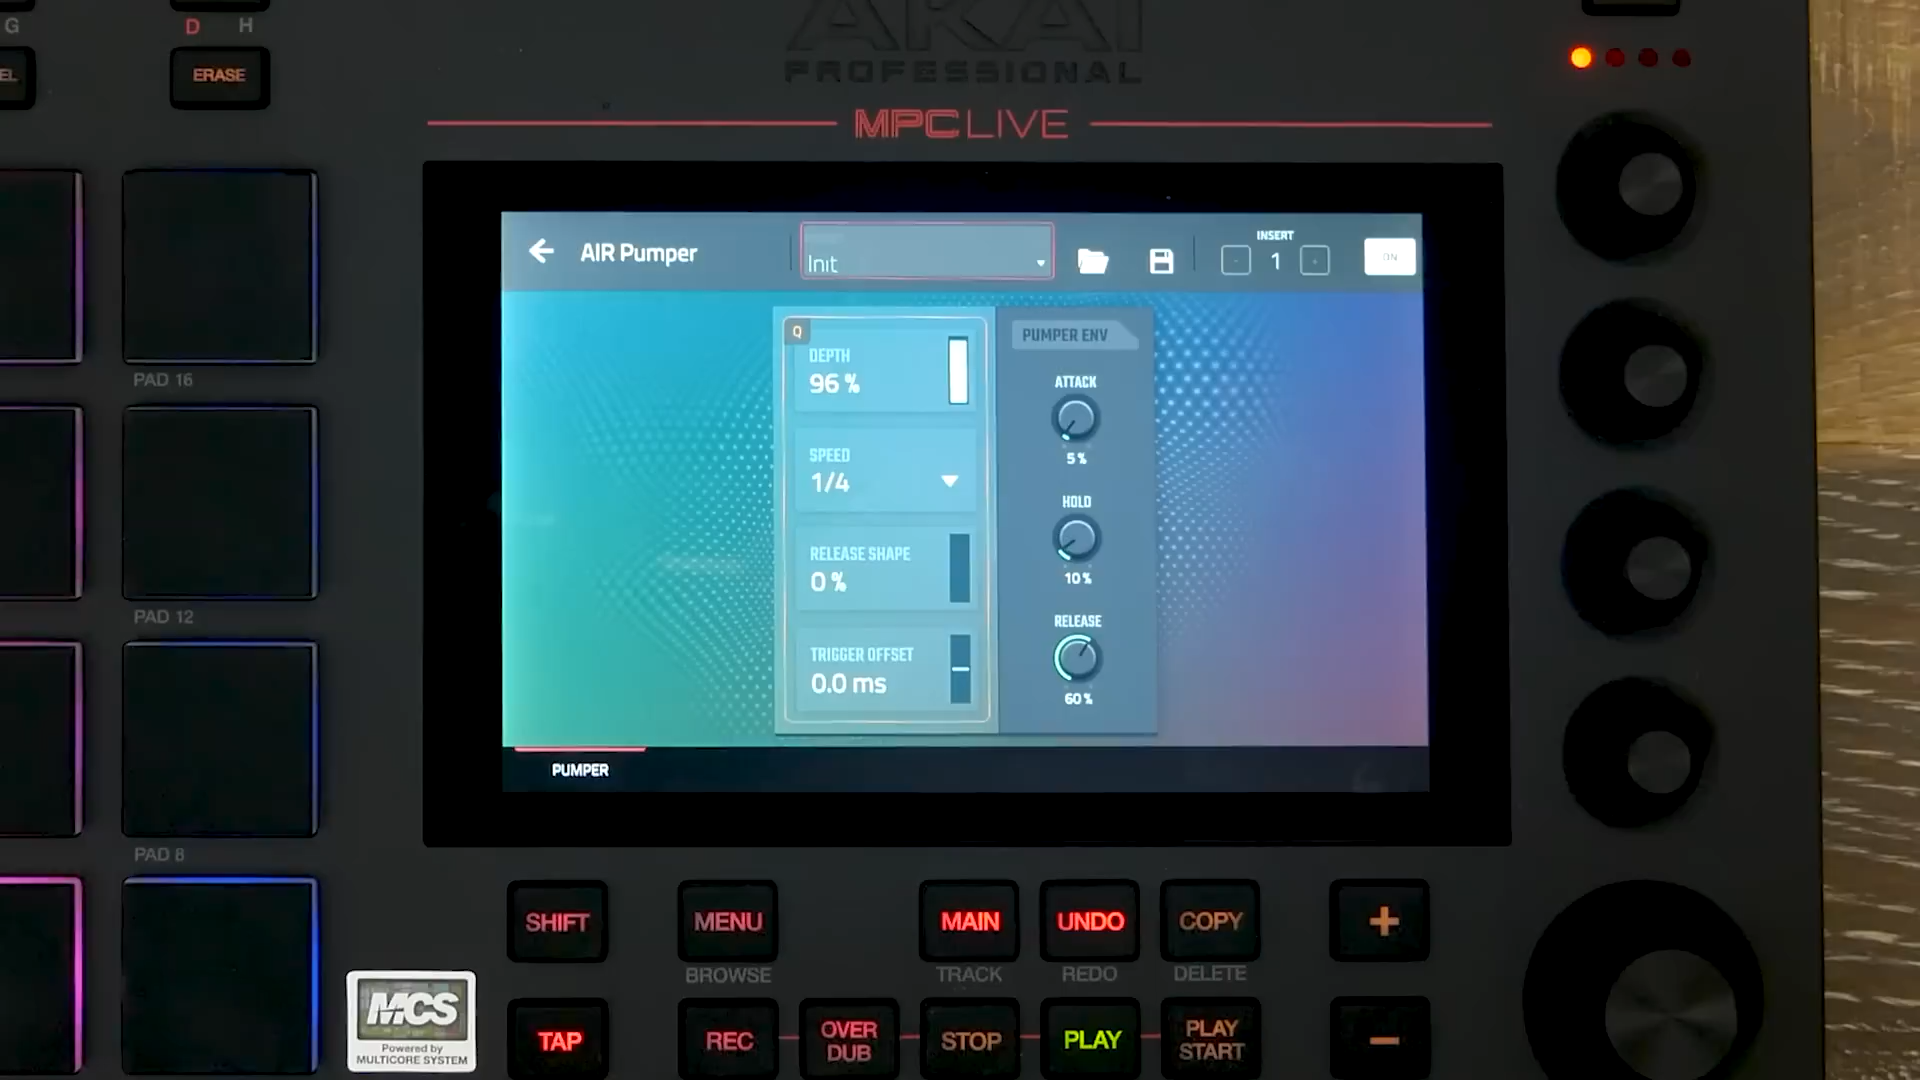 G
D H
EL
ERASE
AKAI
PROFESSIONAL
MPCLIVE
AIR Pumper
Init
INSERT
- 1 +
ON
Q
DEPTH
96 %
SPEED
1/4
RELEASE SHAPE
0 %
TRIGGER OFFSET
0.0 ms
PUMPER ENV
ATTACK
5 %
HOLD
10 %
RELEASE
60 %
PUMPER
PAD 16
PAD 12
PAD 8
SHIFT
MENU
MAIN
UNDO
COPY
+
BROWSE
TRACK
REDO
DELETE
MCS
Powered by
MULTICORE SYSTEM
TAP
REC
OVER
DUB
STOP
PLAY
PLAY
START
−